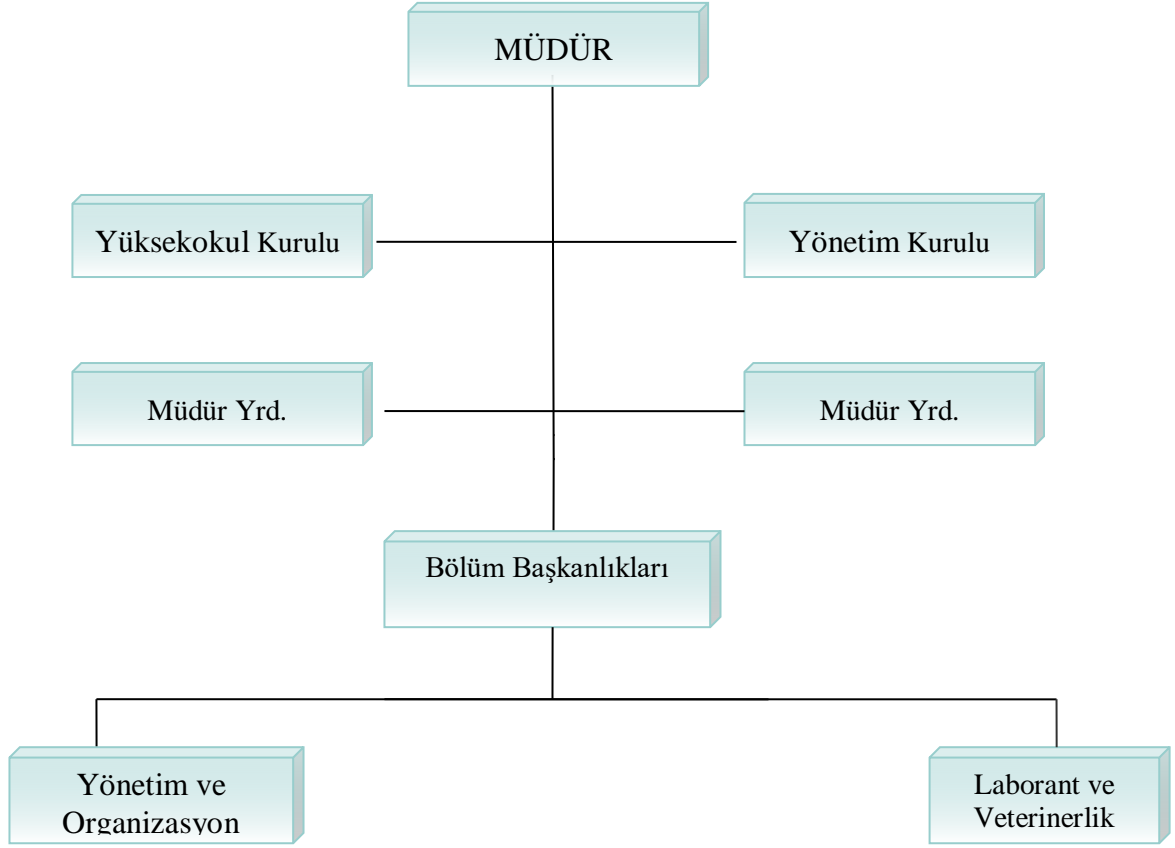 MÜDÜR
Yüksekokul Kurulu
Yönetim Kurulu
Müdür Yrd.
Müdür Yrd.
Bölüm Başkanlıkları
Yönetim ve
Organizasyon
Laborant ve
Veterinerlik